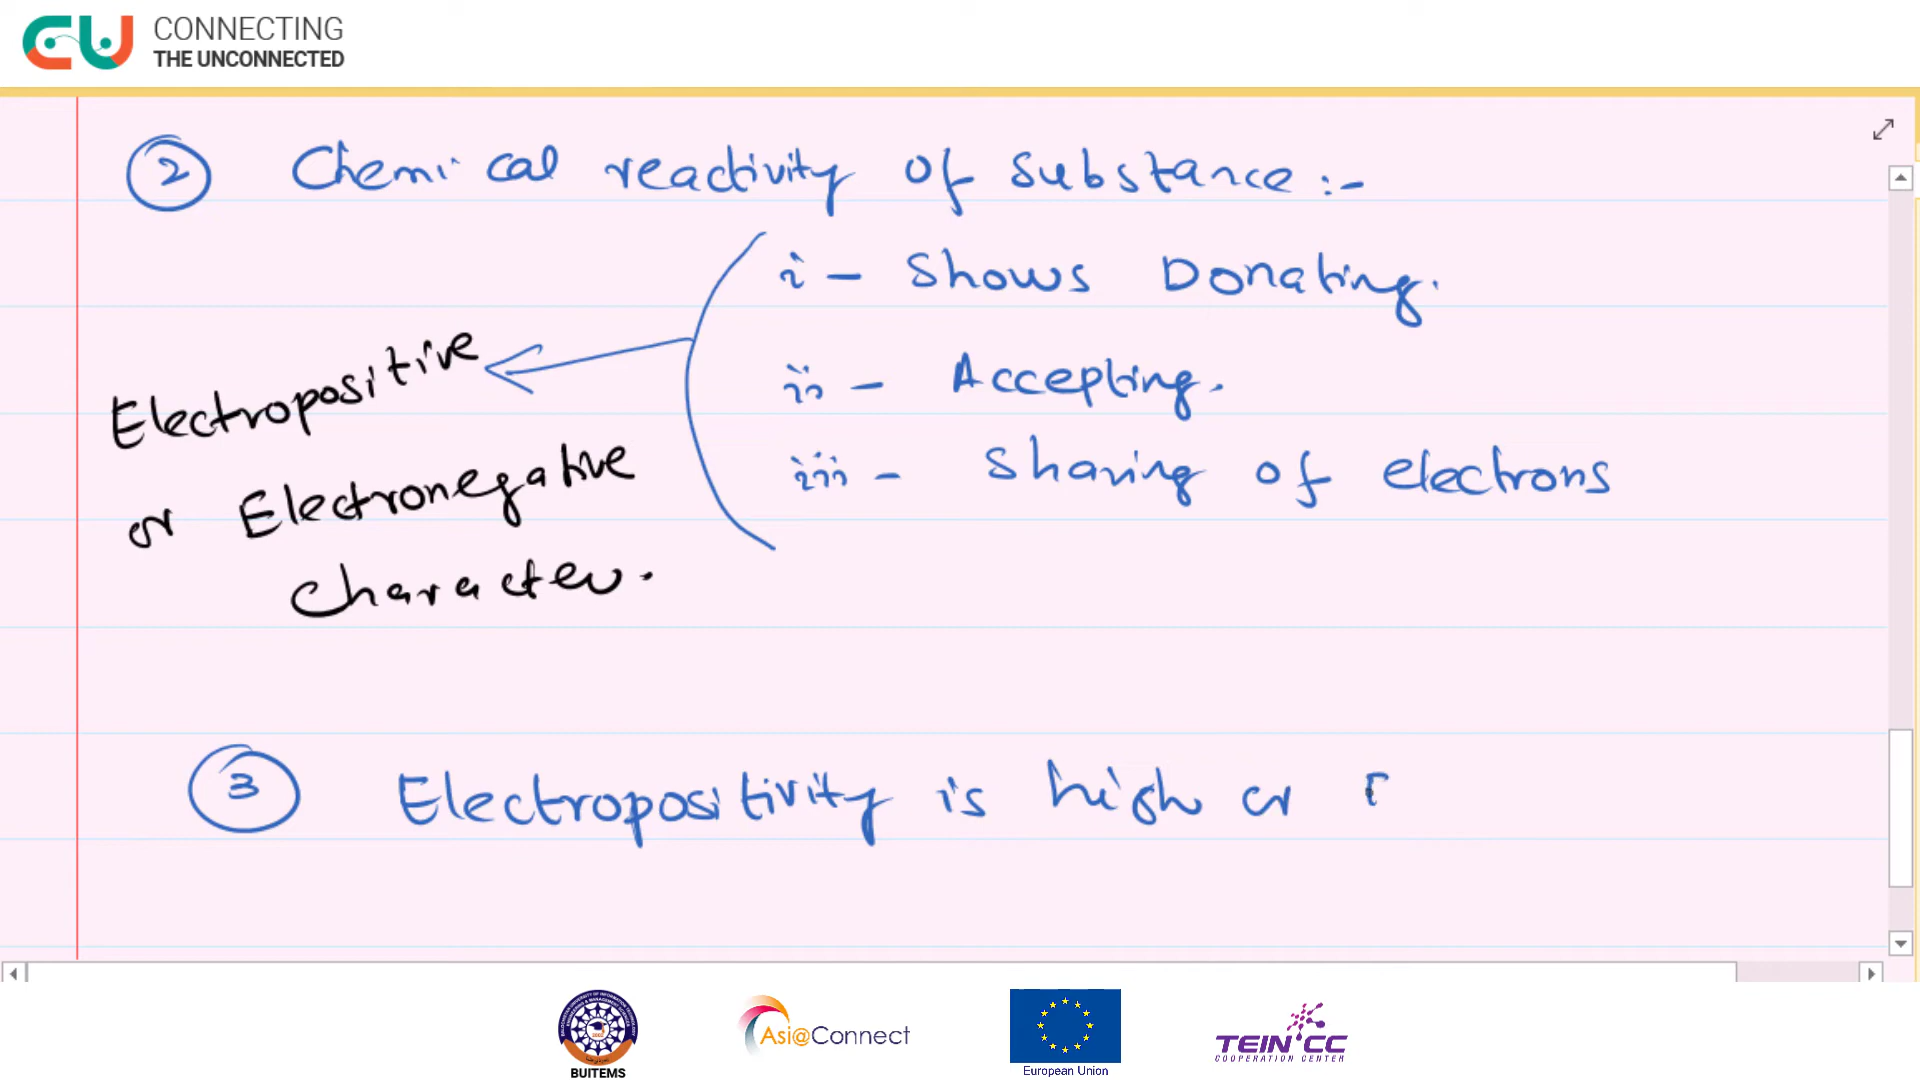 CONNECTING
THE UNCONNECTED
2 Chemical reactivity of substance :-
i - Shows Donating.
ii - Accepting.
iii - Sharing of electrons
Electropositive
or Electronegative
character.
3 Electropositivity is high or
BUITEMS
Asi@Connect
European Union
TEIN*CC
COOPERATION CENTER